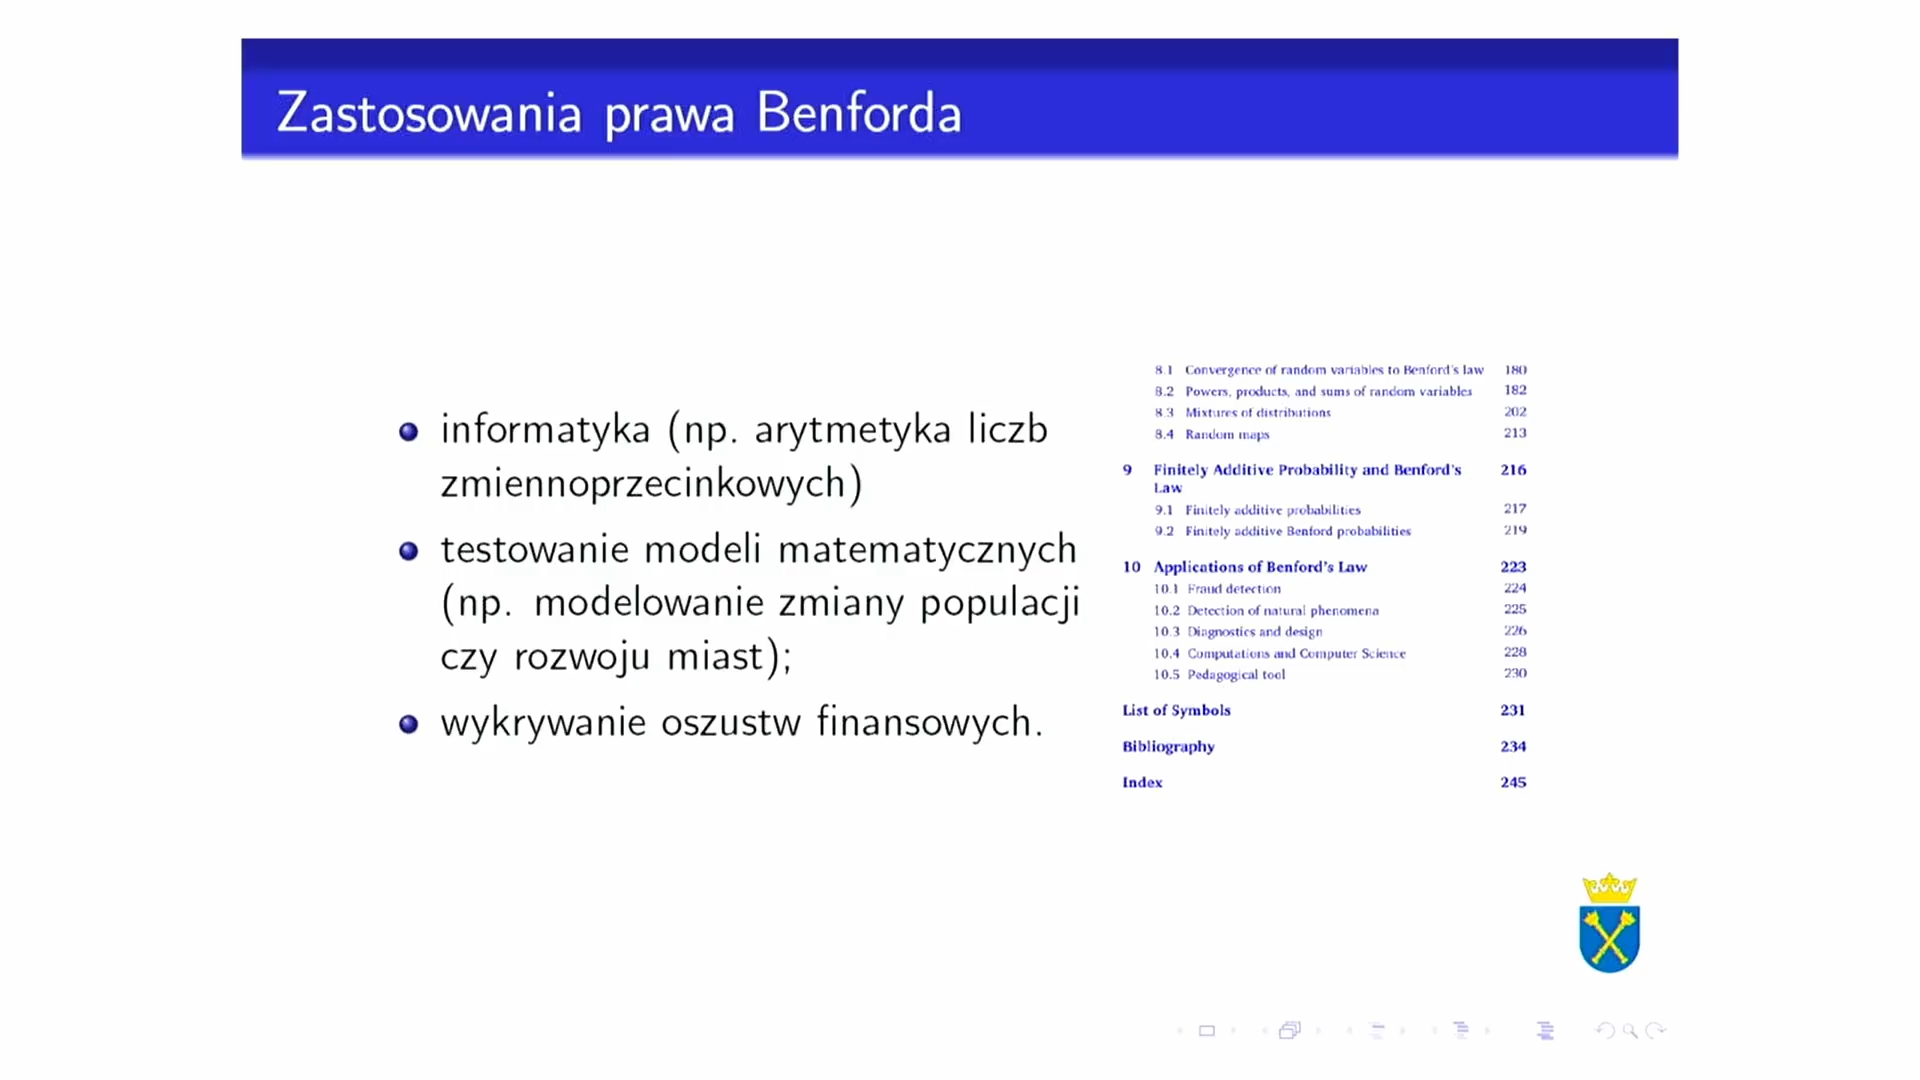 Zastosowania prawa Benforda
informatyka (np. arytmetyka liczb
zmiennoprzecinkowych)
testowanie modeli matematycznych
(np. modelowanie zmiany populacji
czy rozwoju miast);
wykrywanie oszustw finansowych.
8.1 Convergence of random variables to Benford's law 180
8.2 Powers, products, and sums of random variables 182
8.3 Mixtures of distributions 202
8.4 Random maps 213
9 Finitely Additive Probability and Benford's 216
Law
9.1 Finitely additive probabilities 217
9.2 Finitely additive Benford probabilities 219
10 Applications of Benford's Law 223
10.1 Fraud detection 224
10.2 Detection of natural phenomena 225
10.3 Diagnostics and design 226
10.4 Computations and Computer Science 228
10.5 Pedagogical tool 230
List of Symbols 231
Bibliography 234
Index 245